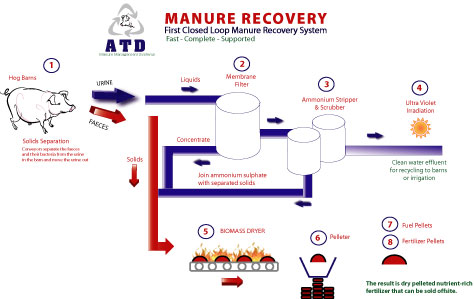 MANURE RECOVERY
First Closed Loop Manure Recovery System
Fast - Complete - Supported
ATD
1
Hog Barns
URINE
FAECES
Solids Separation
Conveyors separate the faeces
and their bacteria from the urine
in the barn and move the urine out
Liquids
2
Membrane
Filter
3
Ammonium Stripper
& Scrubber
4
Ultra Violet
Irradiation
Concentrate
Solids
Join ammonium sulphate
with separated solids
Clean water effluent
for recycling to barns
or irrigation
5
BIOMASS DRYER
6
Pelleter
7
Fuel Pellets
8
Fertilizer Pellets
The result is dry pelleted nutrient-rich
fertilizer that can be sold offsite.